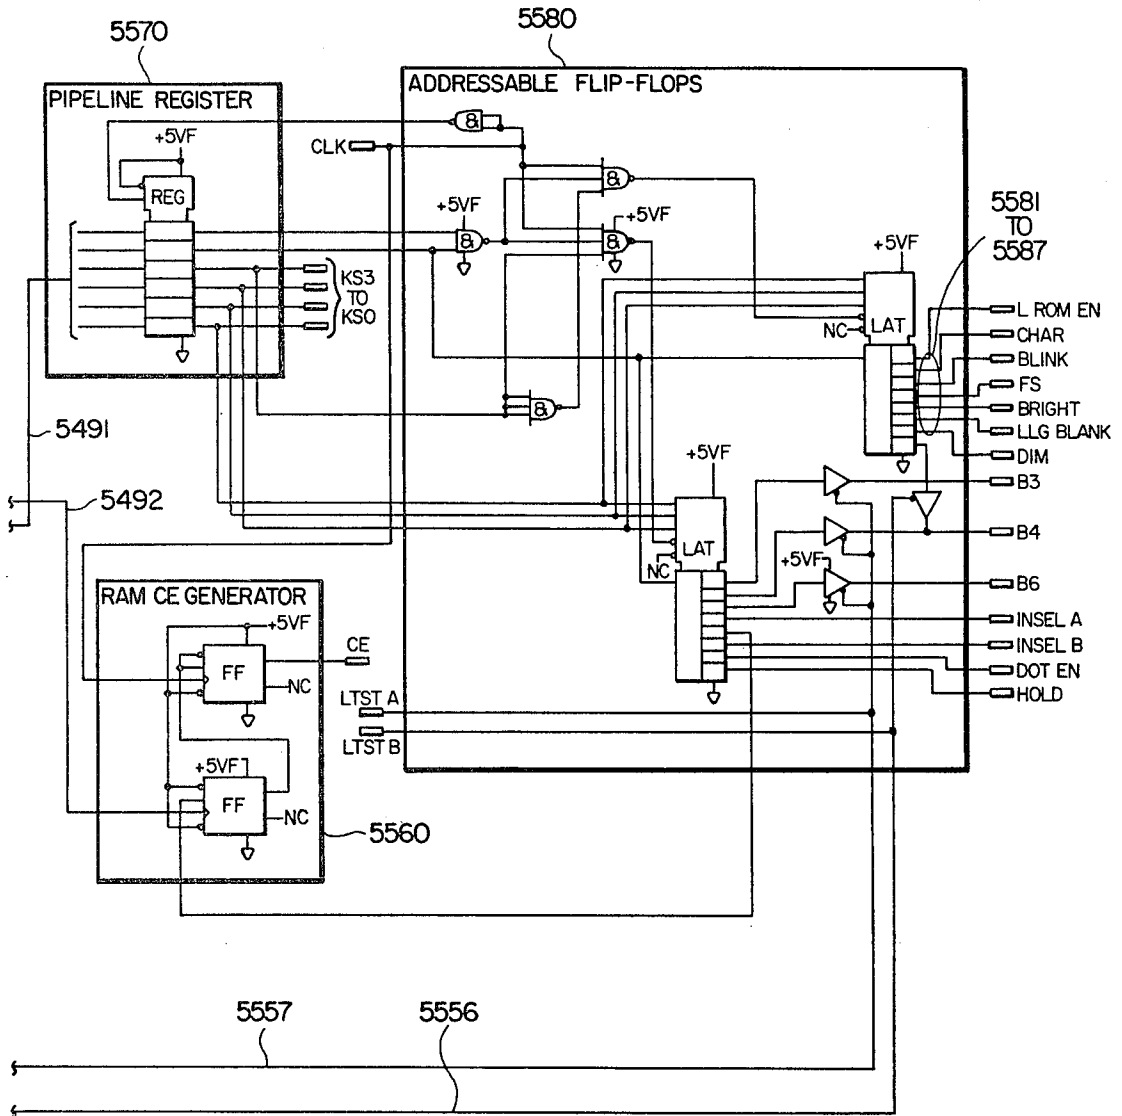 5580
5570
ADDRESSABLE FLIP-FLOPS
PIPELINE REGISTER
&
+5VF
CLK
&
REG
5581
TO
5587
+5VF
+5VF
&
&
+5VF
KS3
TO
KS0
L ROM EN
NC
LAT
CHAR
BLINK
FS
BRIGHT
&
LLG BLANK
5491
DIM
+5VF
B3
5492
B4
LAT
+5VF
NC
B6
RAM CE GENERATOR
+5VF
INSEL A
CE
INSEL B
FF
DOT EN
NC
LTST A
HOLD
LTST B
+5VF
FF
NC
5560
5557
5556